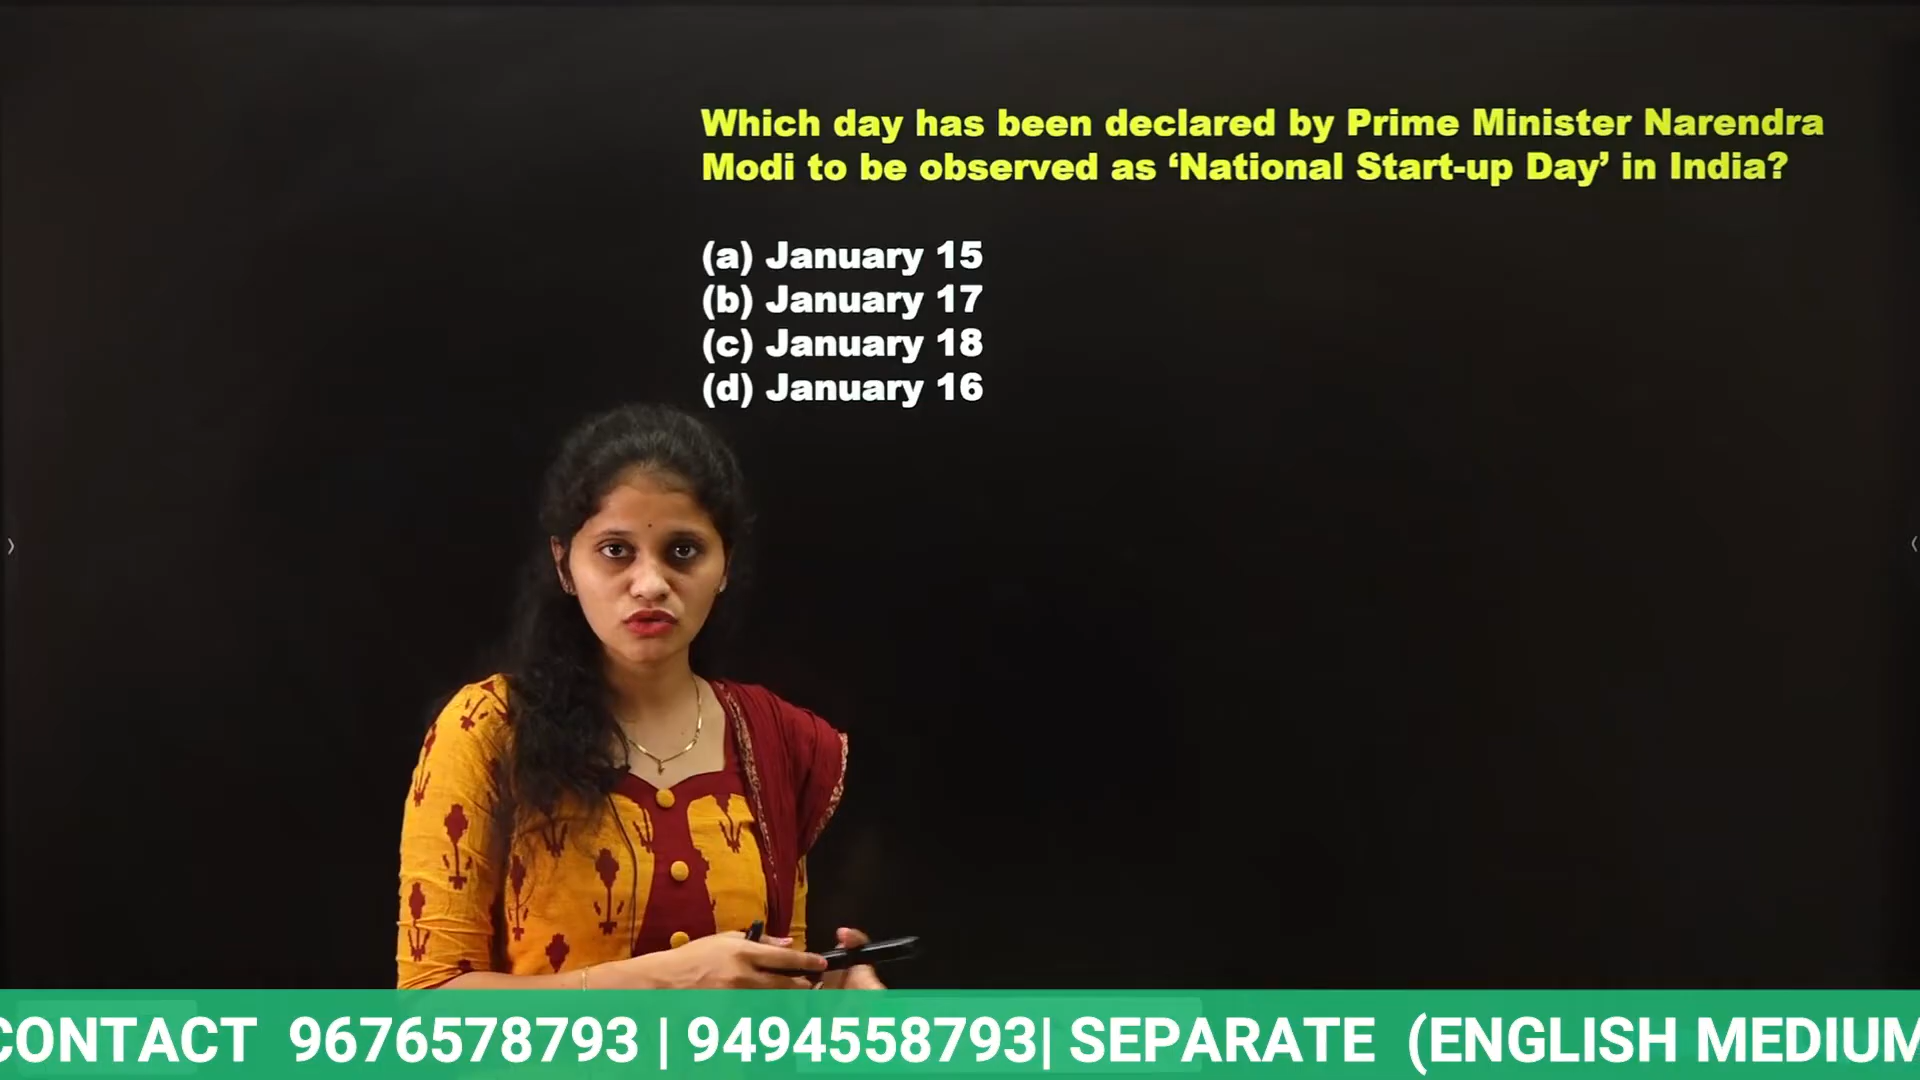 Which day has been declared by Prime Minister Narendra
Modi to be observed as ‘National Start-up Day’ in India?
(a) January 15
(b) January 17
(c) January 18
(d) January 16
CONTACT 9676578793 | 9494558793| SEPARATE (ENGLISH MEDIUM